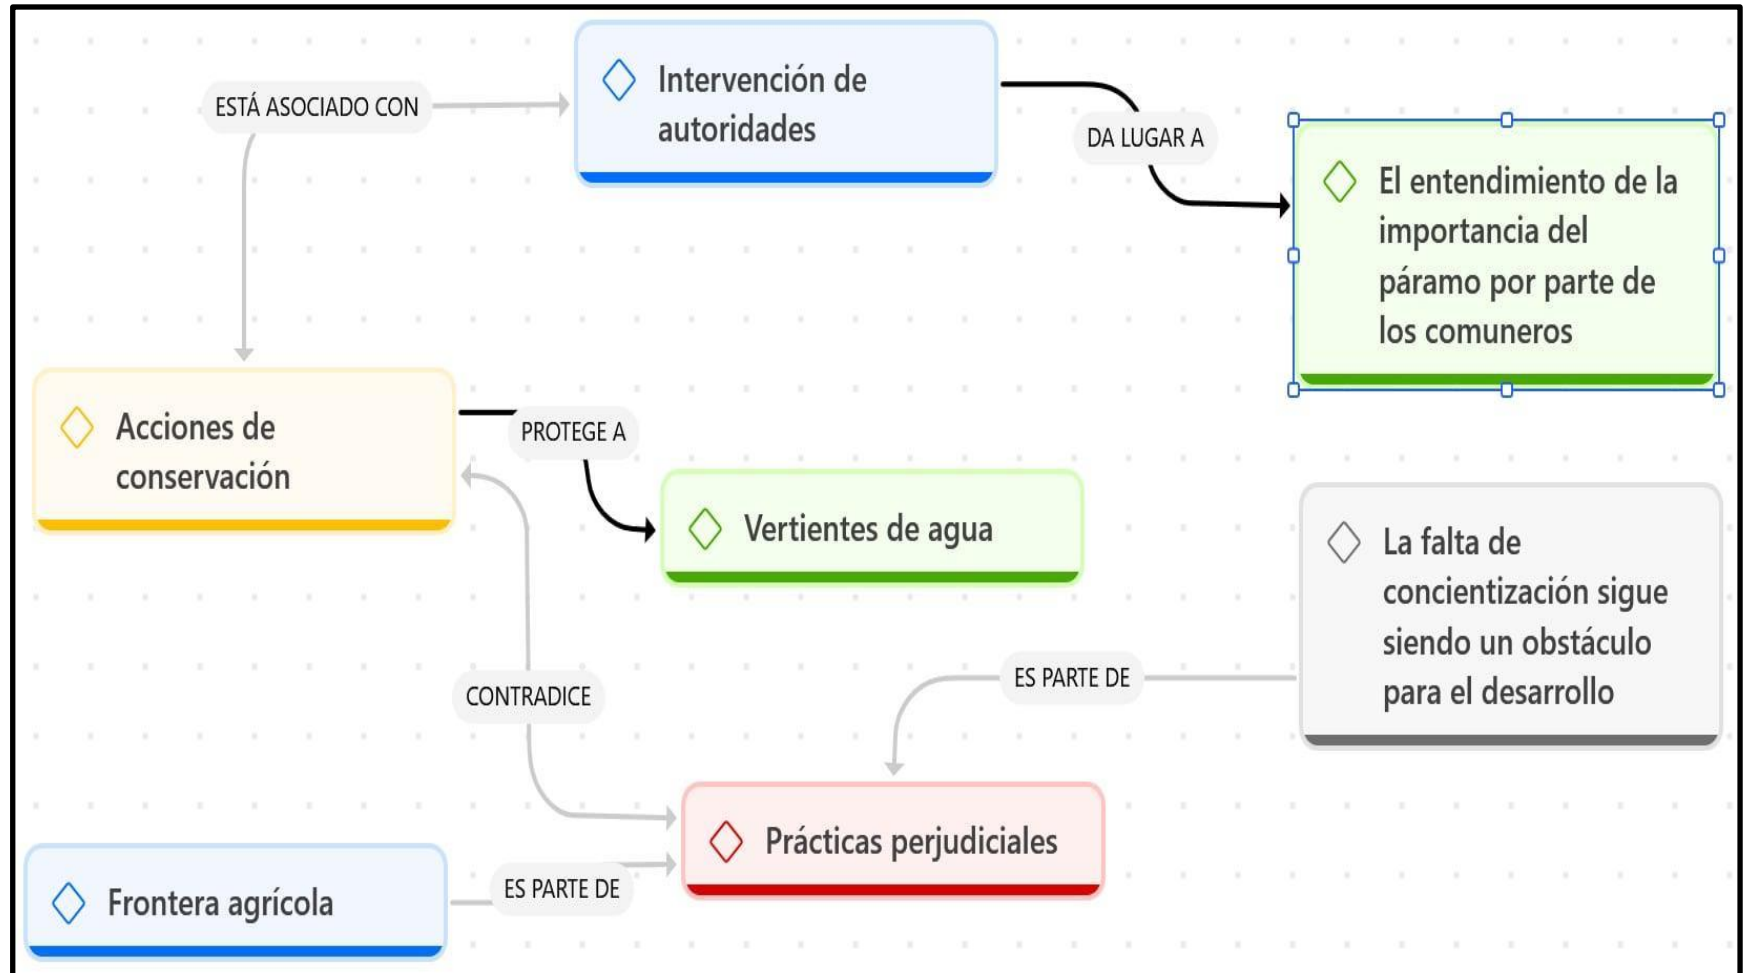 Intervención de
autoridades
ESTÁ ASOCIADO CON
DA LUGAR A
El entendimiento de la
importancia del
páramo por parte de
los comuneros
Acciones de
conservación
PROTEGE A
Vertientes de agua
La falta de
concientización sigue
siendo un obstáculo
para el desarrollo
ES PARTE DE
CONTRADICE
Prácticas perjudiciales
ES PARTE DE
Frontera agrícola